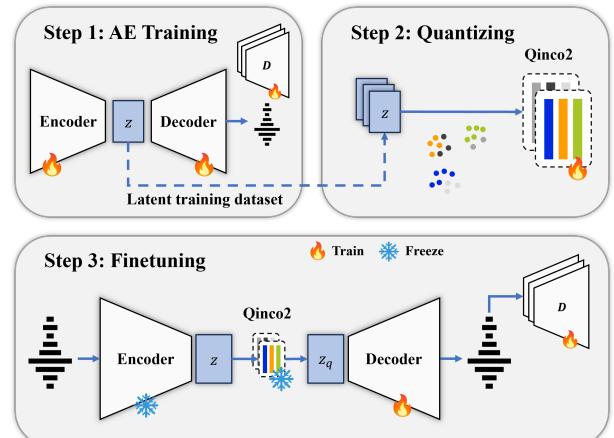 Step 1: AE Training
D
Encoder
z
Decoder
Latent training dataset
Step 2: Quantizing
Qinco2
z
Step 3: Finetuning
Train
Freeze
Encoder
z
Qinco2
zq
Decoder
D